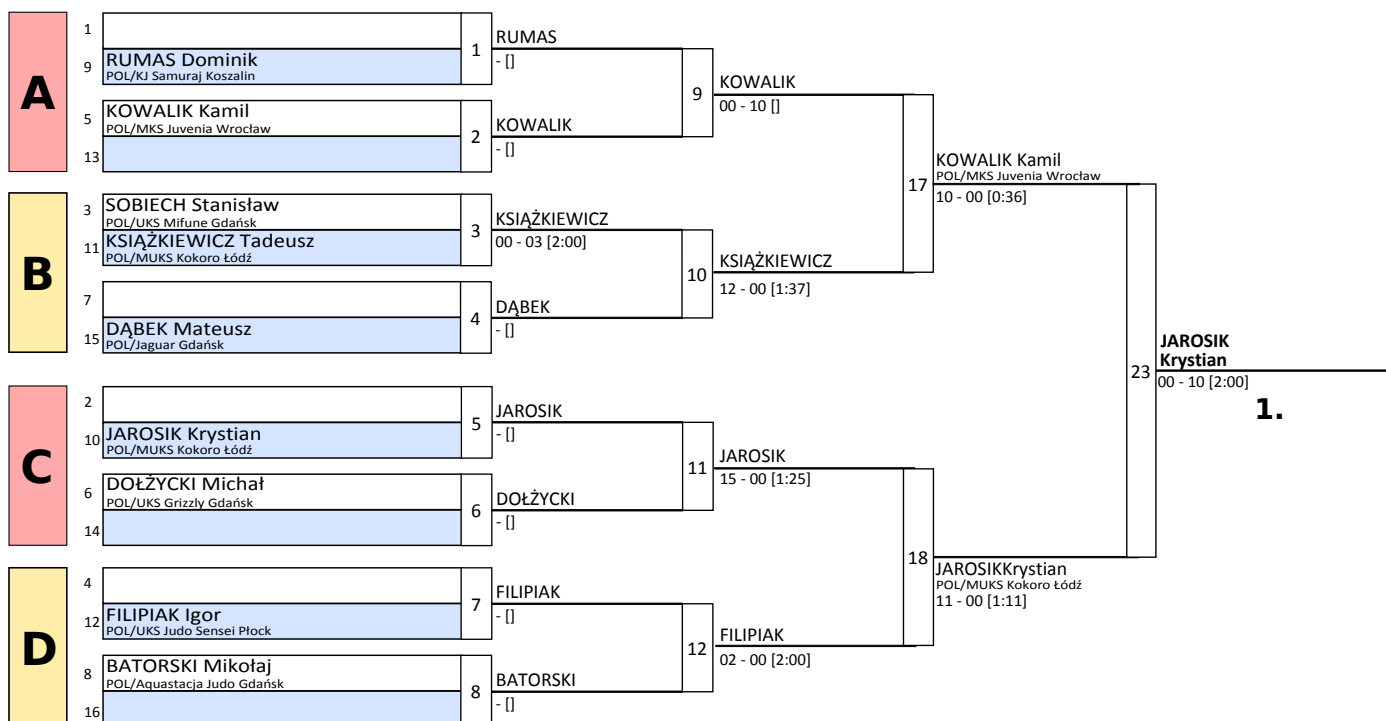 A
1
9
RUMAS Dominik
POL/KJ Samuraj Koszalin
1
RUMAS
- []
5
KOWALIK Kamil
POL/MKS Juvenia Wrocław
13
2
KOWALIK
- []
9
KOWALIK
00 - 10 []
B
3
SOBIECH Stanisław
POL/UKS Mifune Gdańsk
11
KSIĄŻKIEWICZ Tadeusz
POL/MUKS Kokoro Łódź
3
KSIĄŻKIEWICZ
00 - 03 [2:00]
7
15
DĄBEK Mateusz
POL/Jaguar Gdańsk
4
DĄBEK
- []
10
KSIĄŻKIEWICZ
12 - 00 [1:37]
17
KOWALIK Kamil
POL/MKS Juvenia Wrocław
10 - 00 [0:36]
C
2
10
JAROSIK Krystian
POL/MUKS Kokoro Łódź
5
JAROSIK
- []
6
DOŁŻYCKI Michał
POL/UKS Grizzly Gdańsk
14
6
DOŁŻYCKI
- []
11
JAROSIK
15 - 00 [1:25]
D
4
12
FILIPIAK Igor
POL/UKS Judo Sensei Płock
7
FILIPIAK
- []
8
BATORSKI Mikołaj
POL/Aquastacja Judo Gdańsk
16
8
BATORSKI
- []
12
FILIPIAK
02 - 00 [2:00]
18
JAROSIKKrystian
POL/MUKS Kokoro Łódź
11 - 00 [1:11]
23
JAROSIK
Krystian
00 - 10 [2:00]
1.